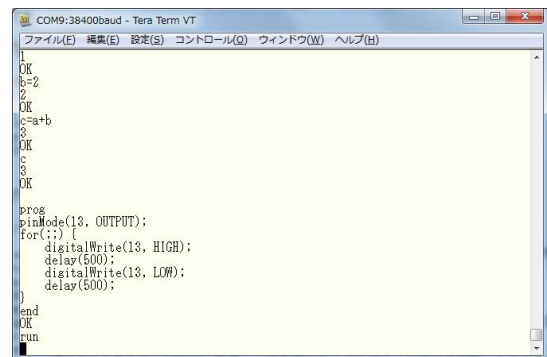 COM9:38400baud - Tera Term VT
ファイル(F) 編集(E) 設定(S) コントロール(O) ウィンドウ(W) ヘルプ(H)
1
OK
b=2
2
OK
c=a+b
3
OK
c
3
OK
prog
pinMode(13, OUTPUT);
for(;;) {
    digitalWrite(13, HIGH);
    delay(500);
    digitalWrite(13, LOW);
    delay(500);
}
end
OK
run